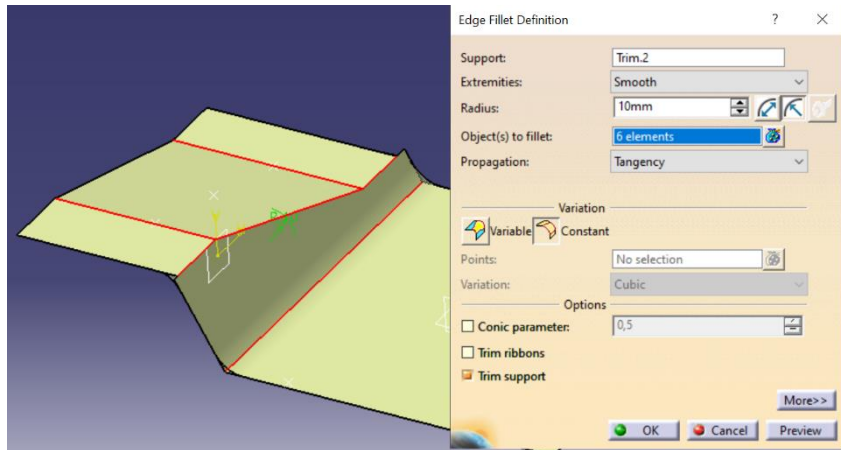 Edge Fillet Definition ? ×
Support: Trim.2
Extremities: Smooth
Radius: 10mm
Object(s) to fillet: 6 elements
Propagation: Tangency
Variation
Variable Constant
Points: No selection
Variation: Cubic
Options
Conic parameter: 0,5
Trim ribbons
Trim support
More>>
OK Cancel Preview